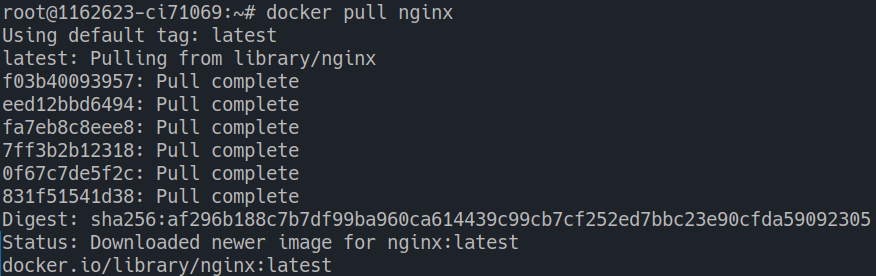 root@1162623-ci71069:~# docker pull nginx
Using default tag: latest
latest: Pulling from library/nginx
f03b40093957: Pull complete
eed12bbd6494: Pull complete
fa7eb8c8eee8: Pull complete
7ff3b2b12318: Pull complete
0f67c7de5f2c: Pull complete
831f51541d38: Pull complete
Digest: sha256:af296b188c7b7df99ba960ca614439c99cb7cf252ed7bbc23e90cfda59092305
Status: Downloaded newer image for nginx:latest
docker.io/library/nginx:latest